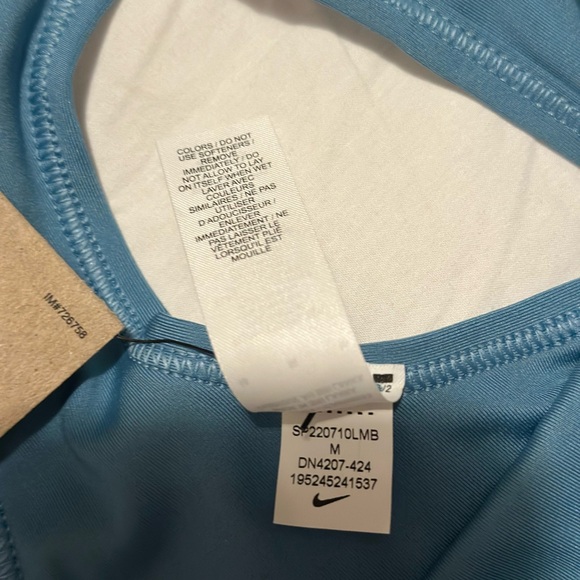 COLORS / DO NOT
USE SOFTENERS /
REMOVE
IMMEDIATELY / DO
NOT ALLOW TO LAY
ON ITSELF WHEN WET
LAVER AVEC
COULEURS
SIMILAIRES / NE PAS
UTILISER
D'ADOUCISSEUR /
ENLEVER
IMMÉDIATEMENT / NE
PAS LAISSER LE
VÊTEMENT PLIÉ
LORSQU'IL EST
MOUILLÉ
IM#726758
/2
SP220710LMB
M
DN4207-424
195245241537